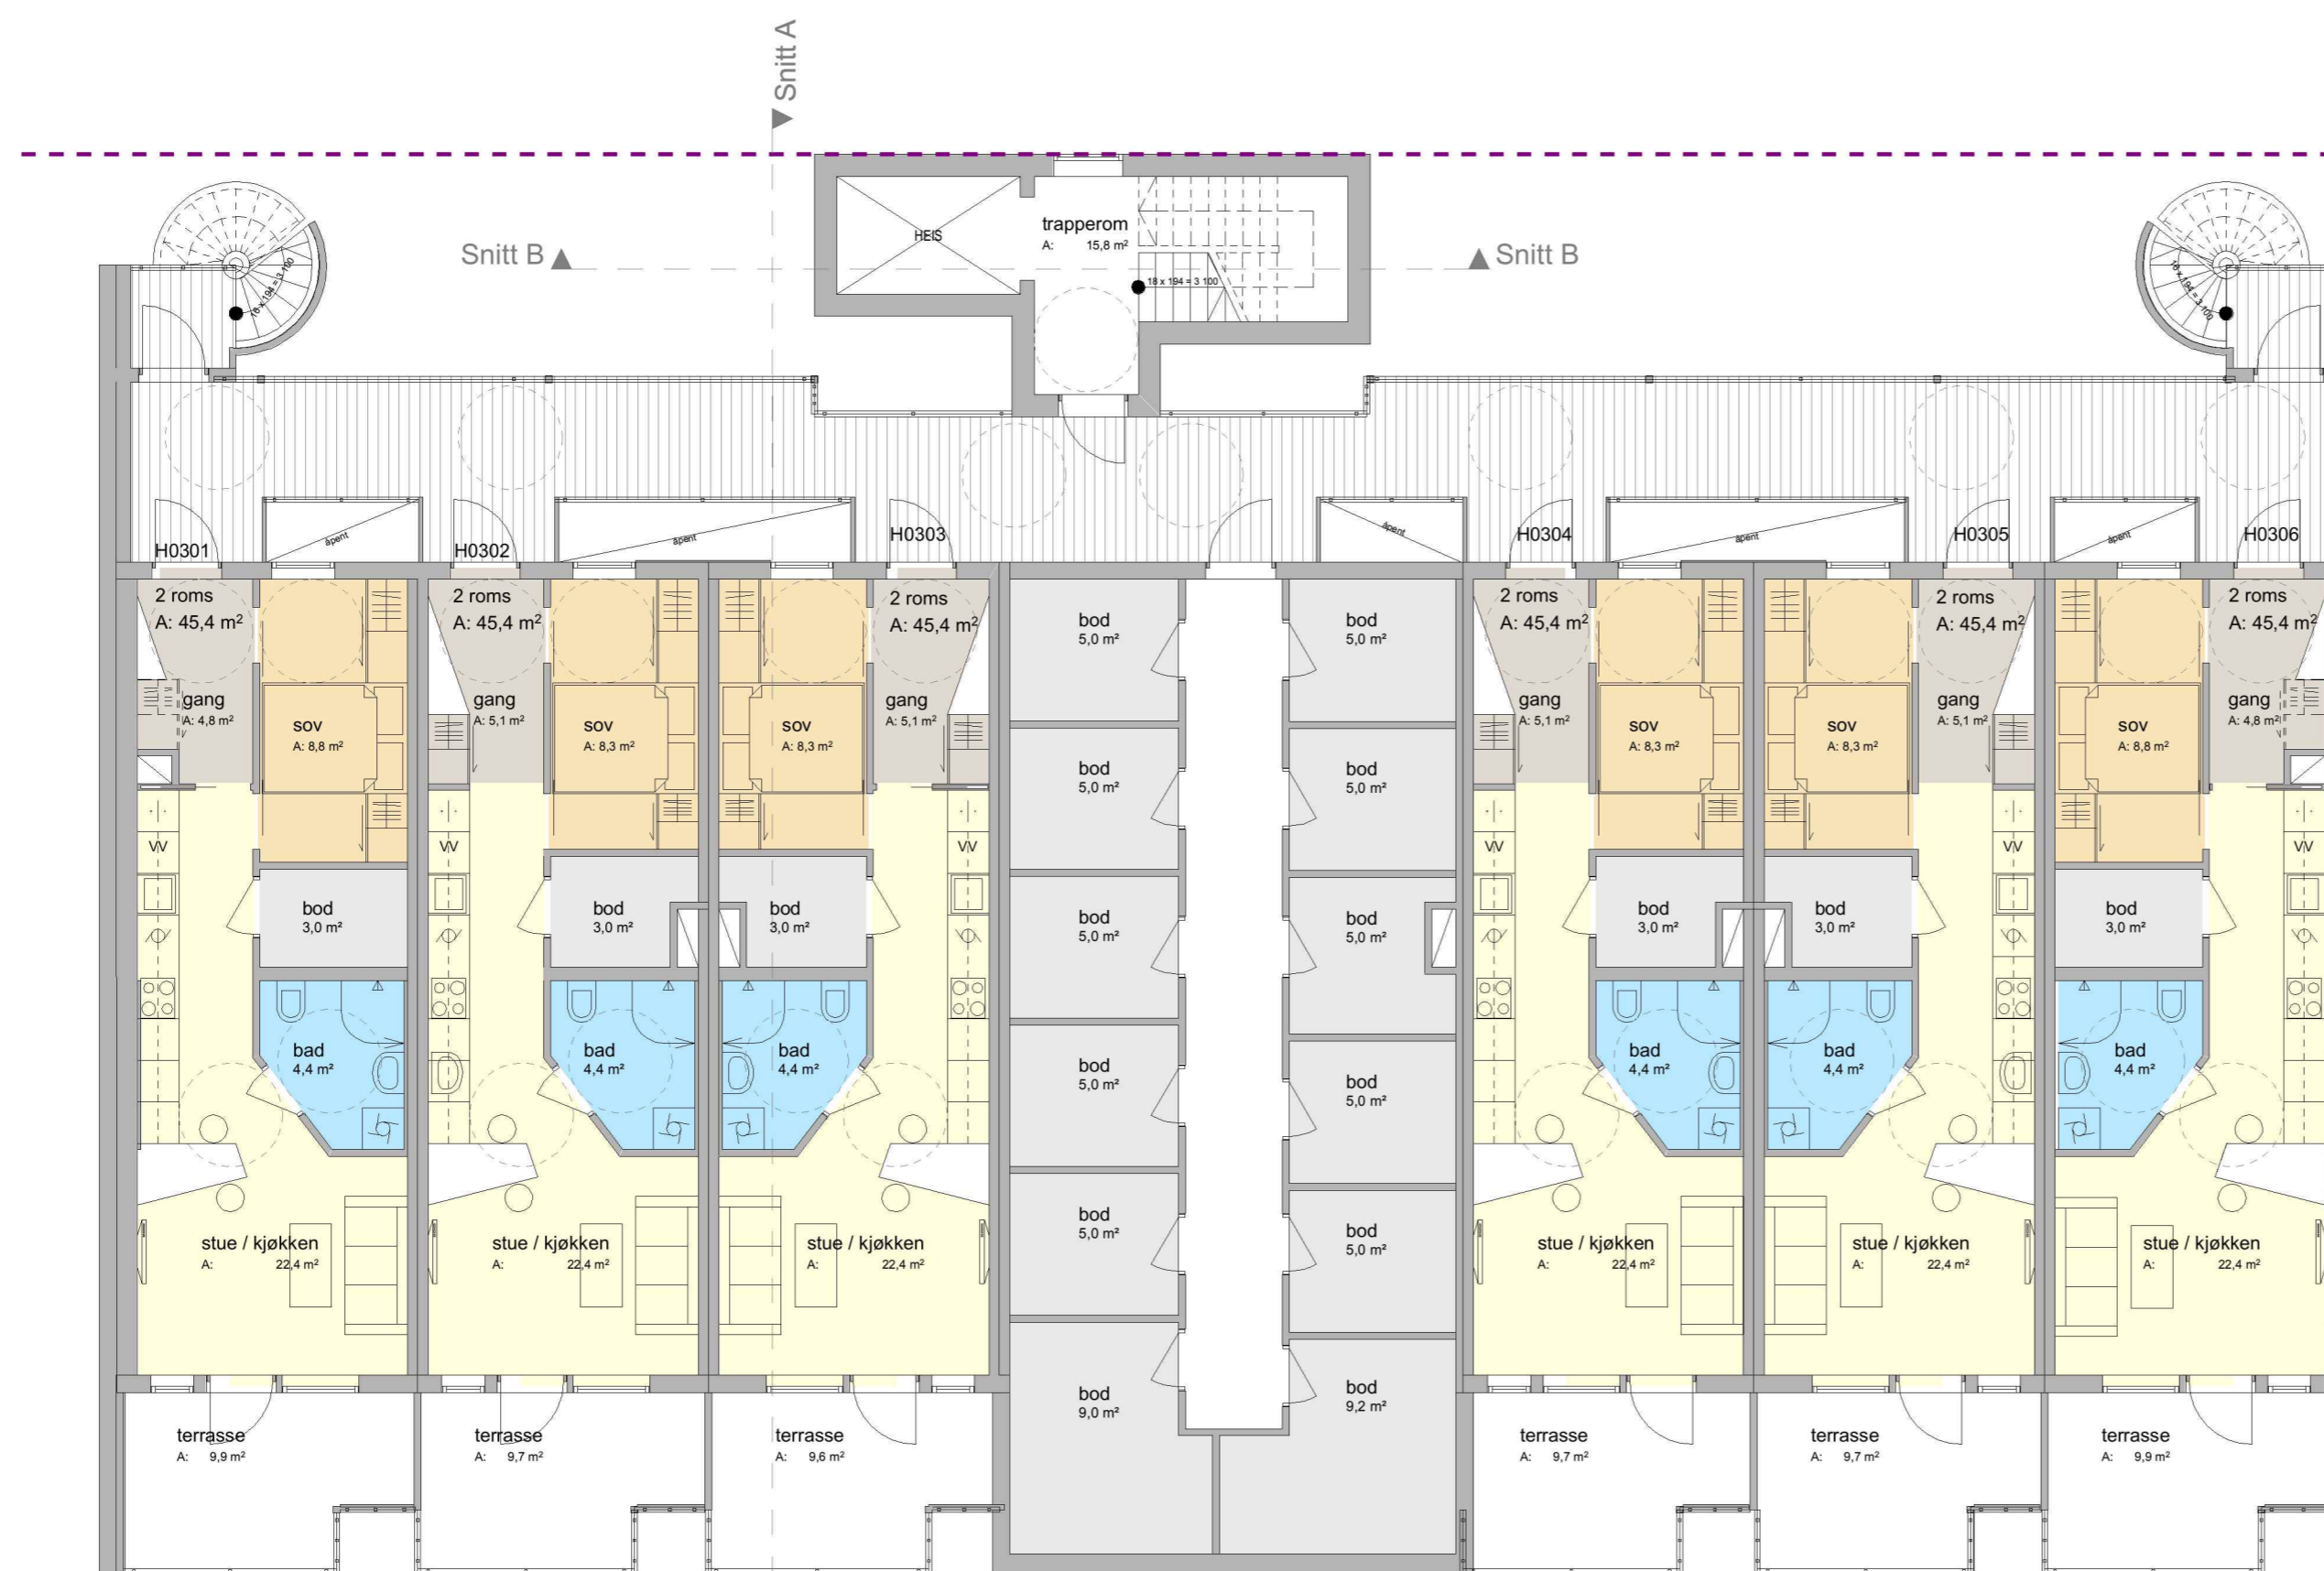 Snitt A
HEIS
trapperom
A: 15,8 m²
Snitt B
Snitt B
18 x 194 = 3 100
16 x 194 = 3 100
16 x 194 = 3 100
H0301
åpent
H0302
åpent
H0303
åpent
H0304
åpent
H0305
åpent
H0306
2 roms
A: 45,4 m²
2 roms
A: 45,4 m²
2 roms
A: 45,4 m²
2 roms
A: 45,4 m²
2 roms
A: 45,4 m²
2 roms
A: 45,4 m²
gang
A: 4,8 m²
gang
A: 5,1 m²
gang
A: 5,1 m²
gang
A: 5,1 m²
gang
A: 5,1 m²
gang
A: 4,8 m²
sov
A: 8,8 m²
sov
A: 8,3 m²
sov
A: 8,3 m²
sov
A: 8,3 m²
sov
A: 8,3 m²
sov
A: 8,8 m²
VV
VV
VV
VV
VV
VV
bod
3,0 m²
bod
3,0 m²
bod
3,0 m²
bod
3,0 m²
bod
3,0 m²
bod
3,0 m²
bad
4,4 m²
bad
4,4 m²
bad
4,4 m²
bad
4,4 m²
bad
4,4 m²
bad
4,4 m²
bod
5,0 m²
bod
5,0 m²
bod
5,0 m²
bod
5,0 m²
bod
5,0 m²
bod
5,0 m²
bod
5,0 m²
bod
5,0 m²
bod
5,0 m²
bod
5,0 m²
bod
9,0 m²
bod
9,2 m²
stue / kjøkken
A: 22,4 m²
stue / kjøkken
A: 22,4 m²
stue / kjøkken
A: 22,4 m²
stue / kjøkken
A: 22,4 m²
stue / kjøkken
A: 22,4 m²
stue / kjøkken
A: 22,4 m²
terrasse
A: 9,9 m²
terrasse
A: 9,7 m²
terrasse
A: 9,6 m²
terrasse
A: 9,7 m²
terrasse
A: 9,7 m²
terrasse
A: 9,9 m²